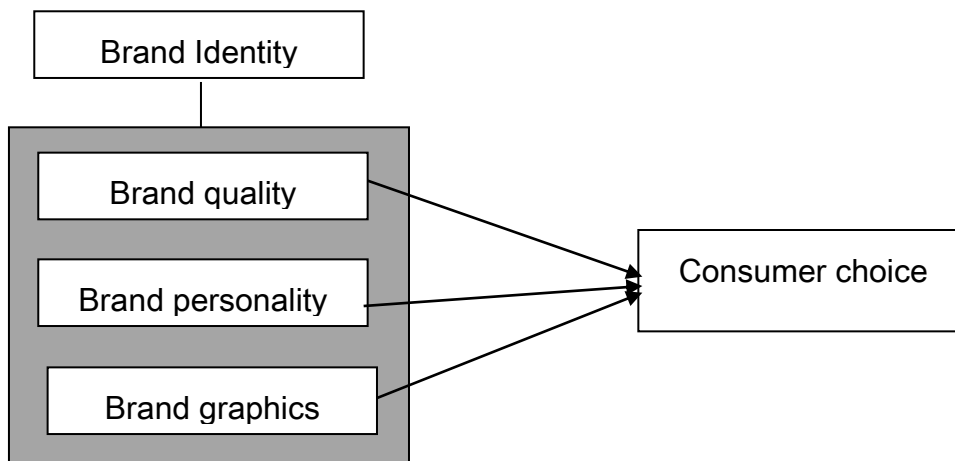 Brand Identity
Brand quality
Brand personality
Brand graphics
Consumer choice